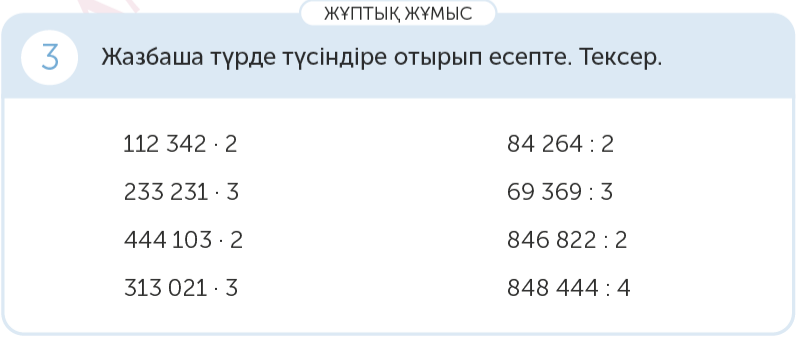 ЖҰПТЫҚ ЖҰМЫС
3 Жазбаша түрде түсіндіре отырып есепте. Тексер.
112 342 · 2 84 264 : 2
233 231 · 3 69 369 : 3
444 103 · 2 846 822 : 2
313 021 · 3 848 444 : 4